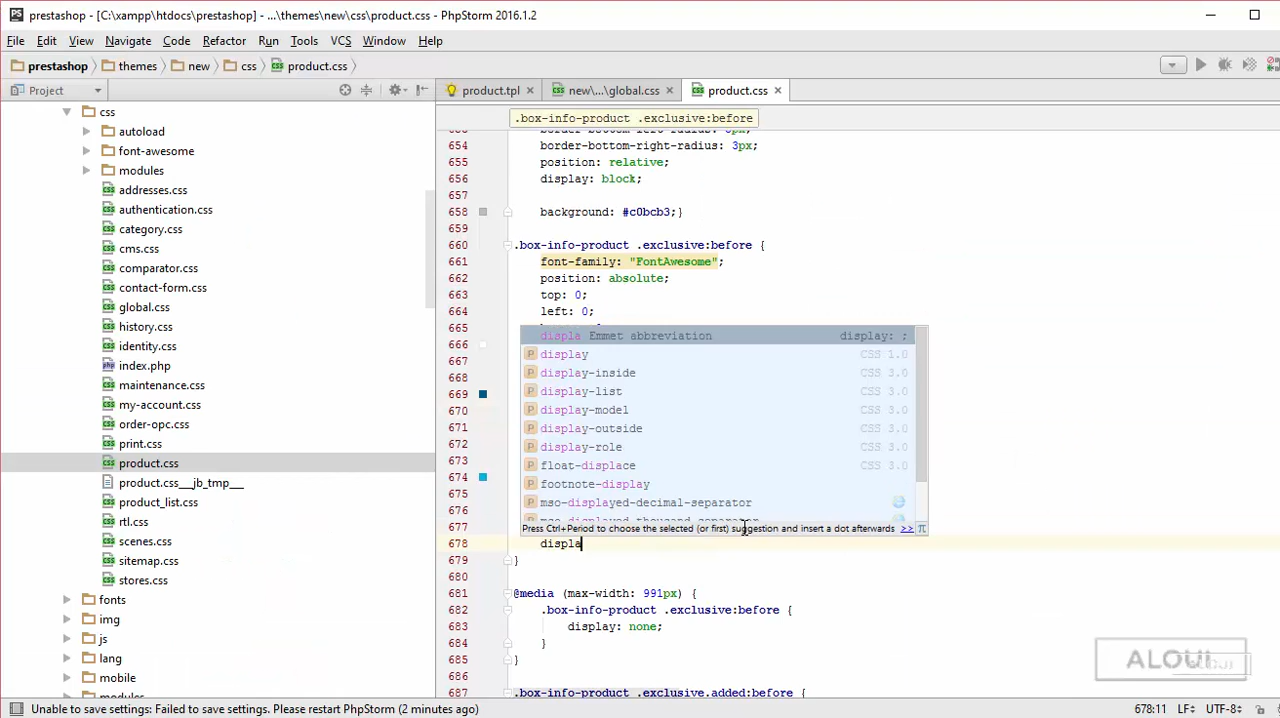 prestashop - [C:\xampp\htdocs\prestashop] - ...\themes\new\css\product.css - PhpStorm 2016.1.2
File Edit View Navigate Code Refactor Run Tools VCS Window Help
prestashop themes new css product.css
Project
product.tpl new\...\global.css product.css
.box-info-product .exclusive:before
css
autoload
font-awesome
modules
addresses.css
authentication.css
category.css
cms.css
comparator.css
contact-form.css
global.css
history.css
identity.css
index.php
maintenance.css
my-account.css
order-opc.css
print.css
product.css
product.css__jb_tmp__
product_list.css
rtl.css
scenes.css
sitemap.css
stores.css
fonts
img
js
lang
mobile
modules
654 border-bottom-right-radius: 3px;
655 position: relative;
656 display: block;
657
658 background: #c0bcb3;}
659
660 .box-info-product .exclusive:before {
661 font-family: "FontAwesome";
662 position: absolute;
663 top: 0;
664 left: 0;
665
666
667
668
669
670
671
672
673
674
675
676
677
displa Emmet abbreviation display: ;
display CSS 1.0
display-inside CSS 3.0
display-list CSS 3.0
display-model CSS 3.0
display-outside CSS 3.0
display-role CSS 3.0
float-displace CSS 3.0
footnote-display
mso-displayed-decimal-separator
mso-displayed-thousand-separator
Press Ctrl+Period to choose the selected (or first) suggestion and insert a dot afterwards >> π
678 displa
679 }
680
681 @media (max-width: 991px) {
682 .box-info-product .exclusive:before {
683 display: none;
684 }
685 }
687 .box-info-product .exclusive.added:before {
ALOUI
Unable to save settings: Failed to save settings. Please restart PhpStorm (2 minutes ago) 678:11 LF÷ UTF-8÷